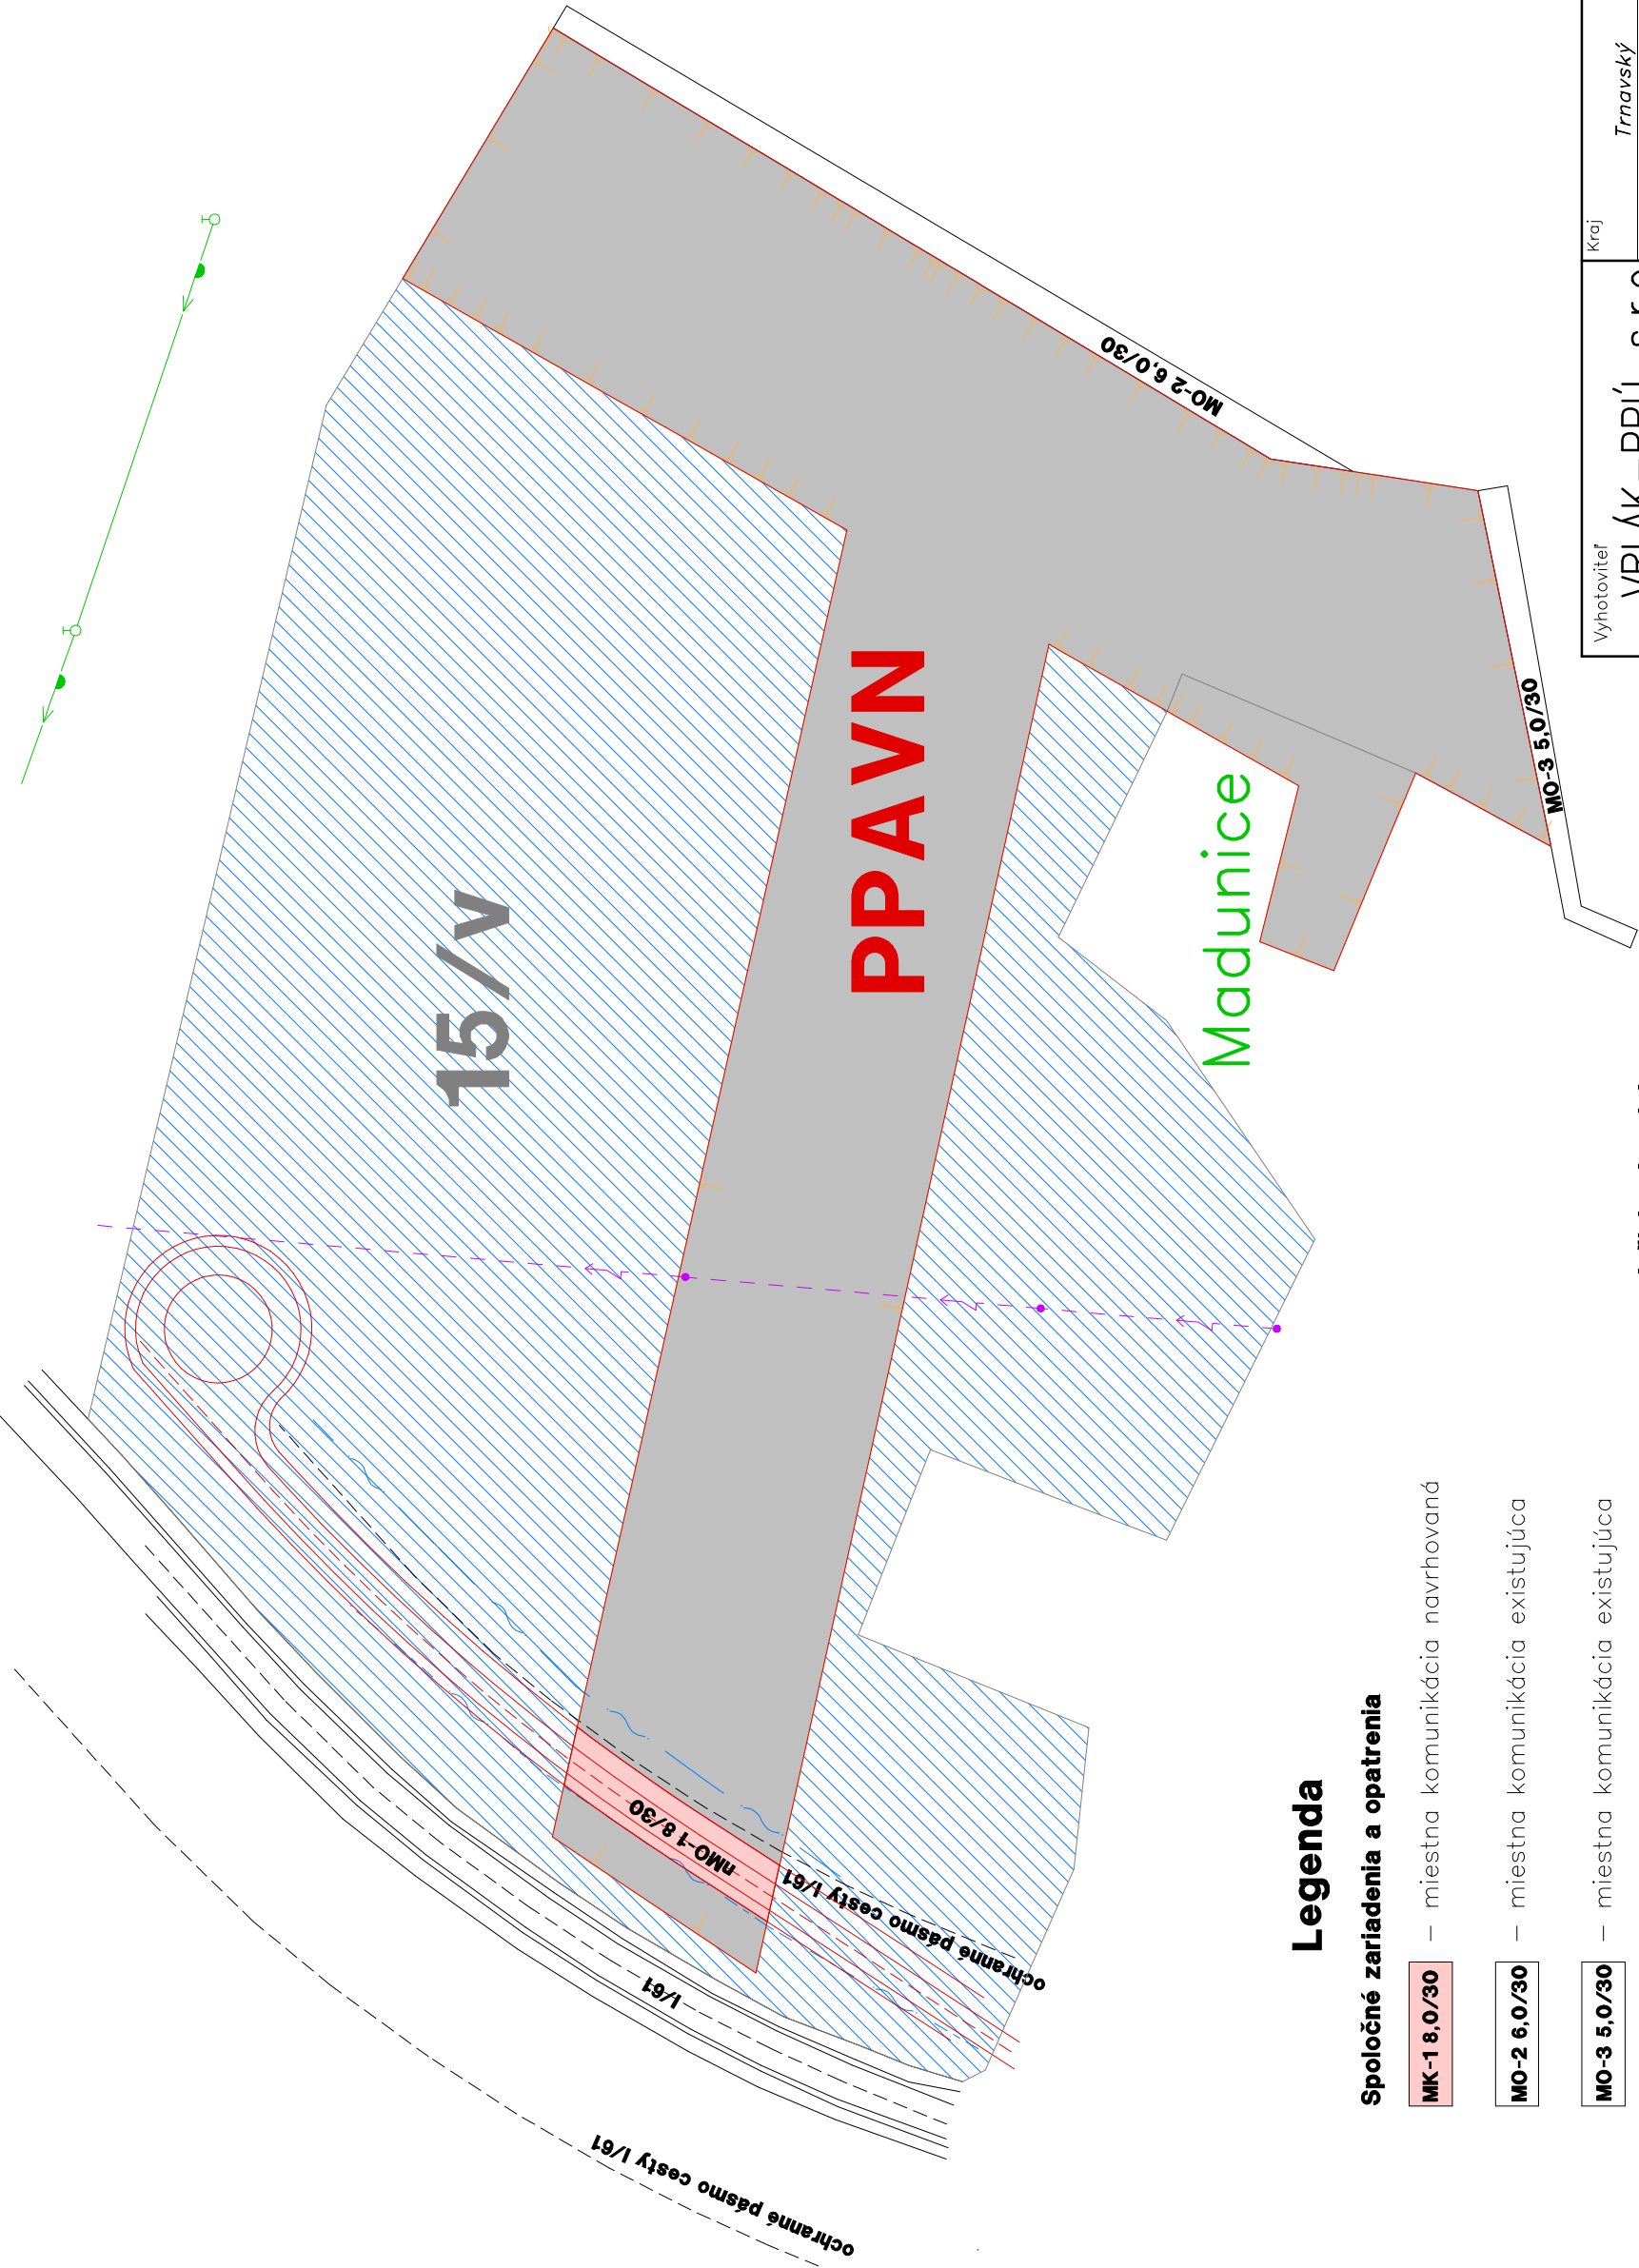 15/v
PPAVN
Madunice
MO-2 6,0/30
MO-3 5,0/30
nMO-1 8/30
ochranné pásmo cesty I/61
I/61
ochranné pásmo cesty I/61
Legenda
Spoločné zariadenia a opatrenia
MK-1 8,0/30 – miestna komunikácia navrhovaná
MO-2 6,0/30 – miestna komunikácia existujúca
MO-3 5,0/30 – miestna komunikácia existujúca
Kraj
Trnavský
Vyhotoviteľ